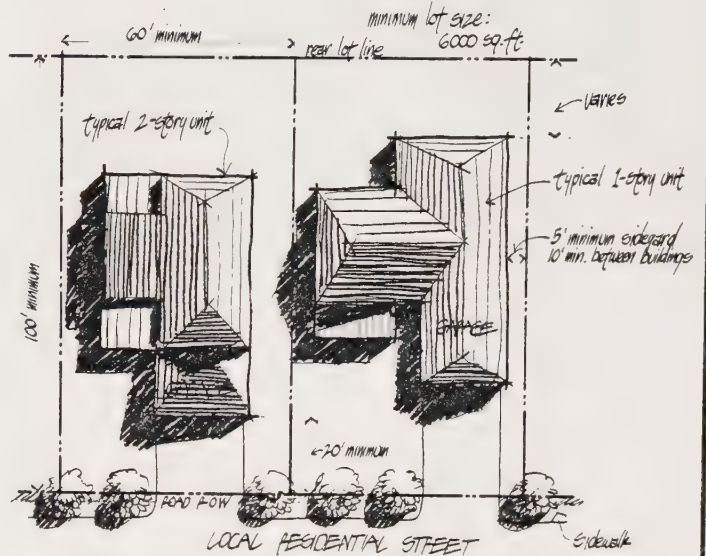 minimum lot size:
6000 sq.ft.
60' minimum
rear lot line
varies
typical 2-story unit
typical 1-story unit
5' minimum sideyard
10' min. between buildings
100' minimum
GARAGE
20' minimum
ROAD ROW
sidewalk
LOCAL RESIDENTIAL STREET